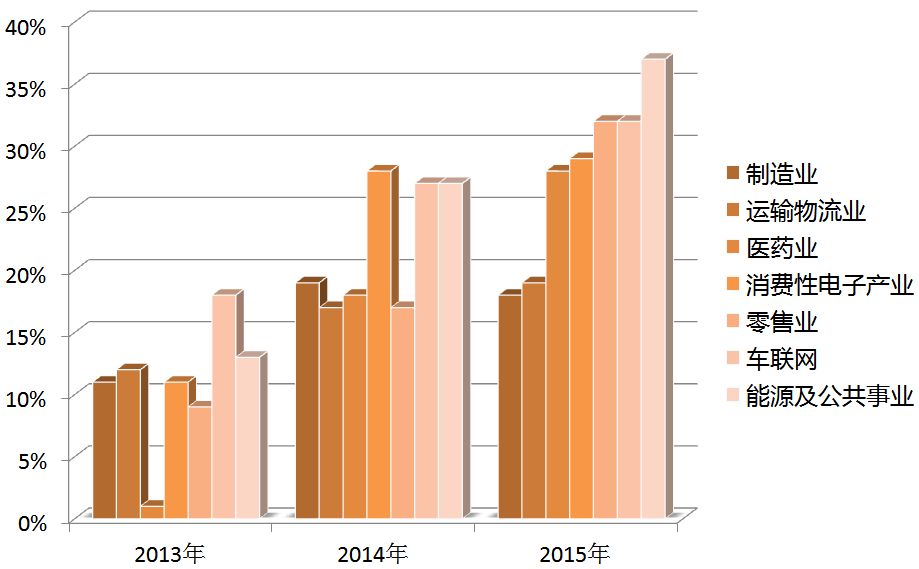 40%
35%
30%
25%
20%
15%
10%
5%
0%
2013年
2014年
2015年
制造业
运输物流业
医药业
消费性电子产业
零售业
车联网
能源及公共事业